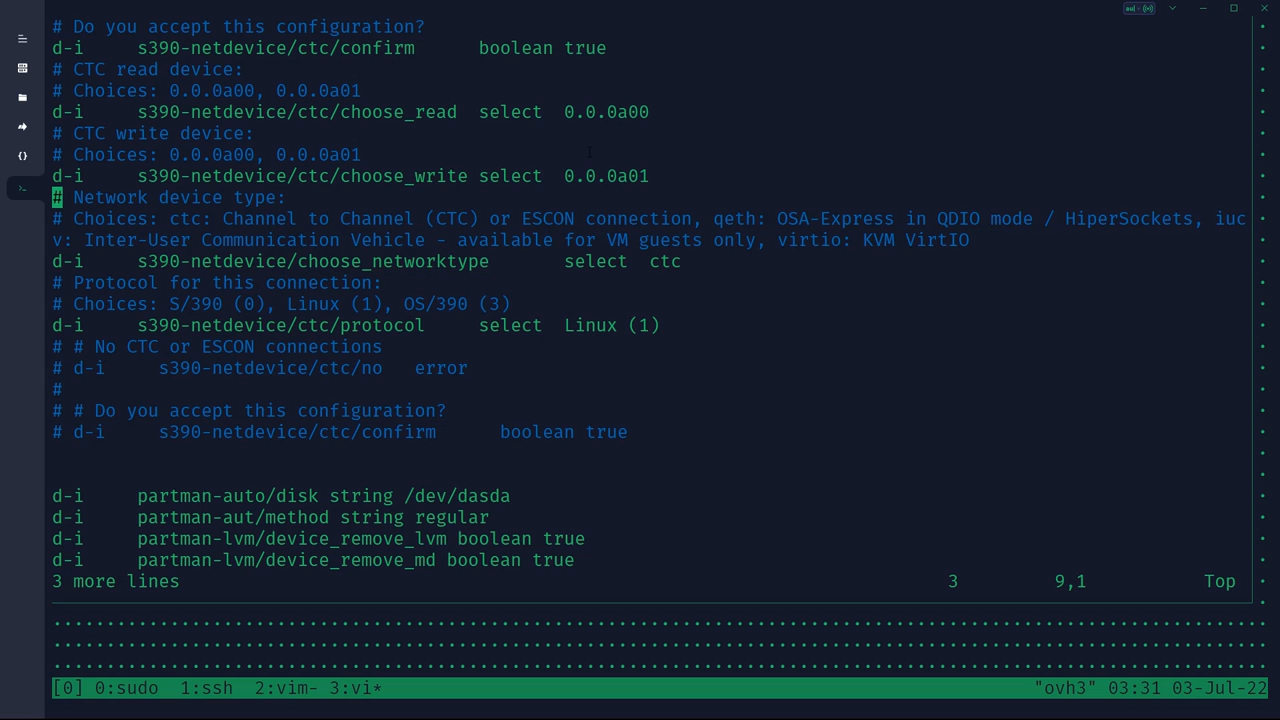 # Do you accept this configuration?
d-i     s390-netdevice/ctc/confirm      boolean true
# CTC read device:
# Choices: 0.0.0a00, 0.0.0a01
d-i     s390-netdevice/ctc/choose_read  select  0.0.0a00
# CTC write device:
# Choices: 0.0.0a00, 0.0.0a01
d-i     s390-netdevice/ctc/choose_write select  0.0.0a01
# Network device type:
# Choices: ctc: Channel to Channel (CTC) or ESCON connection, qeth: OSA-Express in QDIO mode / HiperSockets, iuc
v: Inter-User Communication Vehicle - available for VM guests only, virtio: KVM VirtIO
d-i     s390-netdevice/choose_networktype       select  ctc
# Protocol for this connection:
# Choices: S/390 (0), Linux (1), OS/390 (3)
d-i     s390-netdevice/ctc/protocol     select  Linux (1)
# # No CTC or ESCON connections
# d-i     s390-netdevice/ctc/no   error
#
# # Do you accept this configuration?
# d-i     s390-netdevice/ctc/confirm      boolean true
d-i     partman-auto/disk string /dev/dasda
d-i     partman-aut/method string regular
d-i     partman-lvm/device_remove_lvm boolean true
d-i     partman-lvm/device_remove_md boolean true
3 more lines                                                                        3         9,1           Top
[0] 0:sudo  1:ssh  2:vim- 3:vi*                                                             "ovh3" 03:31 03-Jul-22